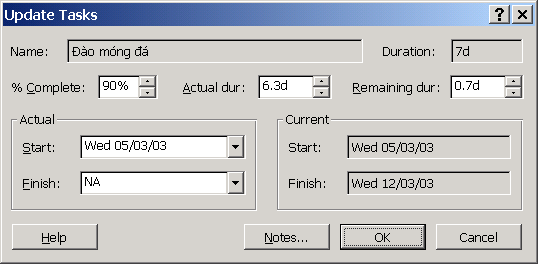 Update Tasks
Name: Đào móng đá Duration: 7d
% Complete: 90% Actual dur: 6.3d Remaining dur: 0.7d
Actual Current
Start: Wed 05/03/03 Start: Wed 05/03/03
Finish: NA Finish: Wed 12/03/03
Help Notes... OK Cancel